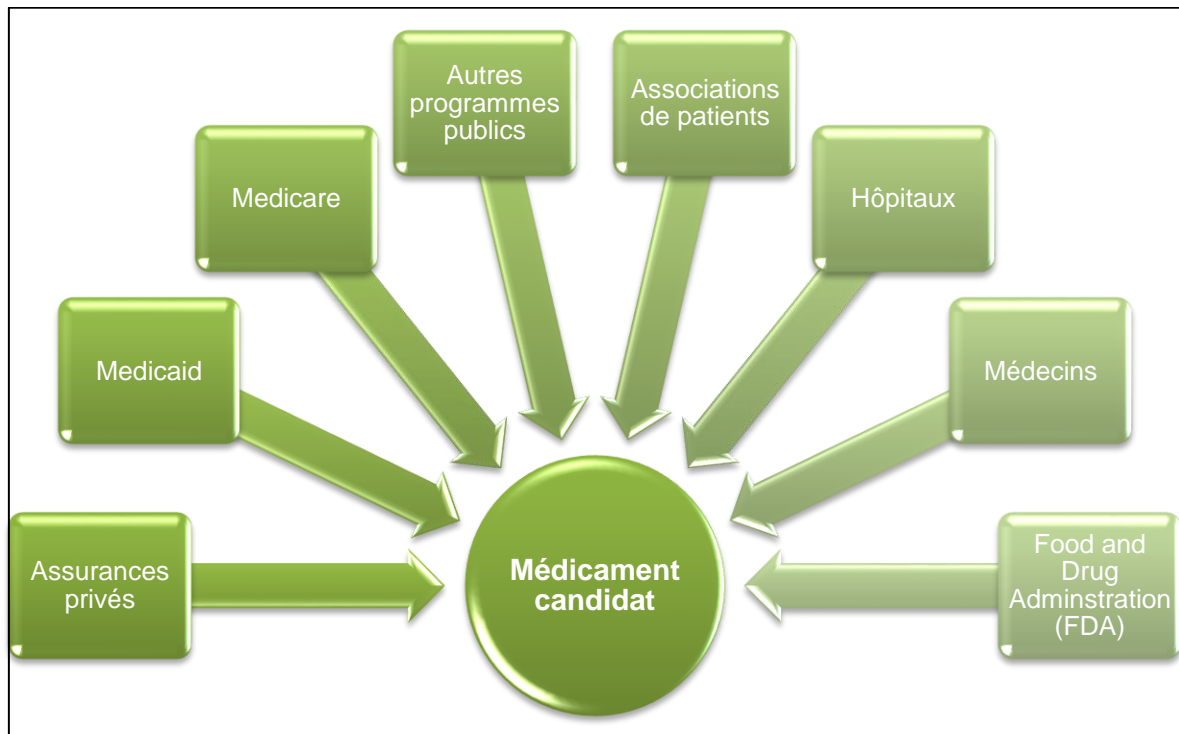 Autres
programmes
publics
Associations
de patients
Medicare
Hôpitaux
Medicaid
Médecins
Assurances
privés
Médicament
candidat
Food and
Drug
Adminstration
(FDA)